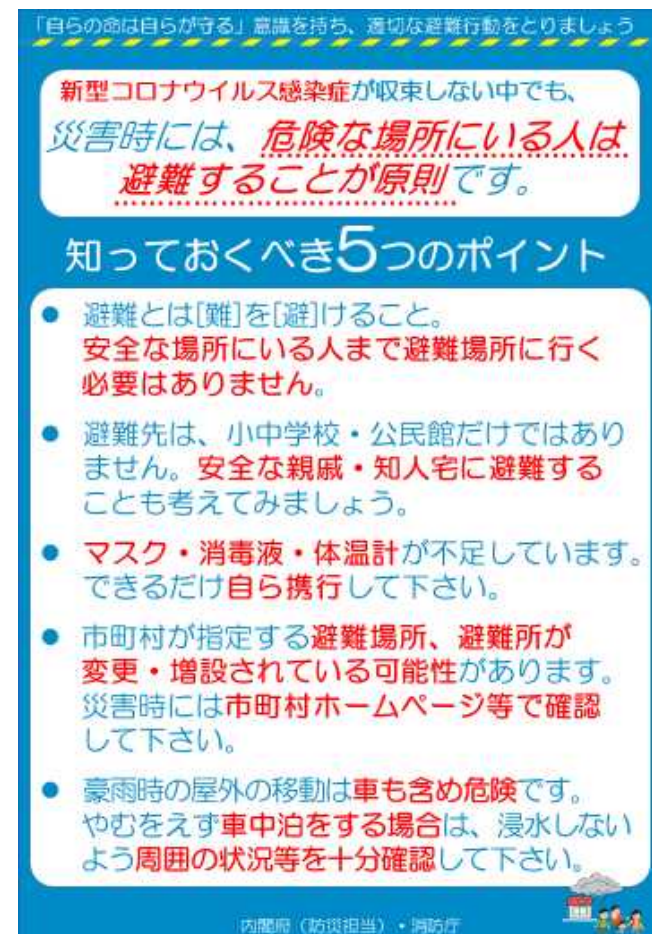 「自らの命は自らが守る」意識を持ち、適切な避難行動をとりましょう
新型コロナウイルス感染症が収束しない中でも、
災害時には、危険な場所にいる人は
避難することが原則です。
知っておくべき5つのポイント
● 避難とは[難]を[避]けること。
安全な場所にいる人まで避難場所に行く
必要はありません。
● 避難先は、小中学校・公民館だけではあり
ません。安全な親戚・知人宅に避難する
ことも考えてみましょう。
● マスク・消毒液・体温計が不足しています。
できるだけ自ら携行して下さい。
● 市町村が指定する避難場所、避難所が
変更・増設されている可能性があります。
災害時には市町村ホームページ等で確認
して下さい。
● 豪雨時の屋外の移動は車も含め危険です。
やむをえず車中泊をする場合は、浸水しない
よう周囲の状況等を十分確認して下さい。
内閣府（防災担当）・消防庁